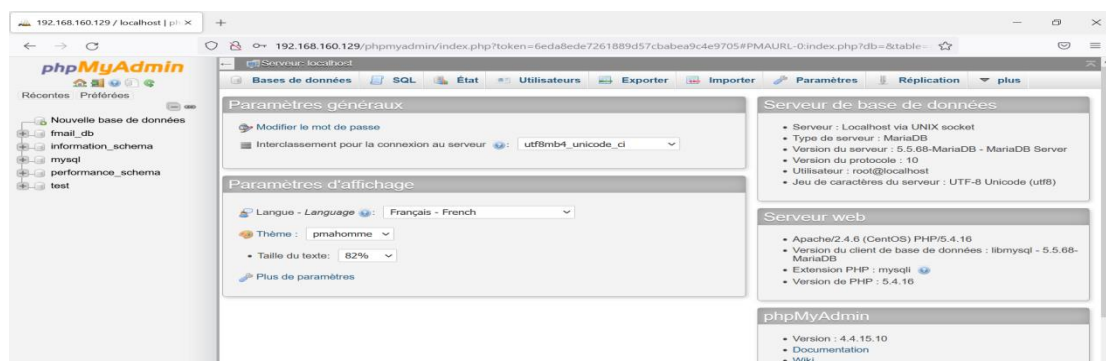 192.168.160.129 / localhost | ph
192.168.160.129/phpmyadmin/index.php?token=6eda8ede7261889d57cbabea9c4e9705#PMAURL-0:index.php?db=&table=
phpMyAdmin
Récentes Préférées
Nouvelle base de données
fmail_db
information_schema
mysql
performance_schema
test
Serveur: localhost
Bases de données SQL État Utilisateurs Exporter Importer Paramètres Réplication plus
Paramètres généraux
Modifier le mot de passe
Interclassement pour la connexion au serveur : utf8mb4_unicode_ci
Paramètres d'affichage
Langue - Language : Français - French
Thème : pmahomme
Taille du texte: 82%
Plus de paramètres
Serveur de base de données
Serveur : Localhost via UNIX socket
Type de serveur : MariaDB
Version du serveur : 5.5.68-MariaDB - MariaDB Server
Version du protocole : 10
Utilisateur : root@localhost
Jeu de caractères du serveur : UTF-8 Unicode (utf8)
Serveur web
Apache/2.4.6 (CentOS) PHP/5.4.16
Version du client de base de données : libmysql - 5.5.68-
MariaDB
Extension PHP : mysqli
Version de PHP : 5.4.16
phpMyAdmin
Version : 4.4.15.10
Documentation
Wiki